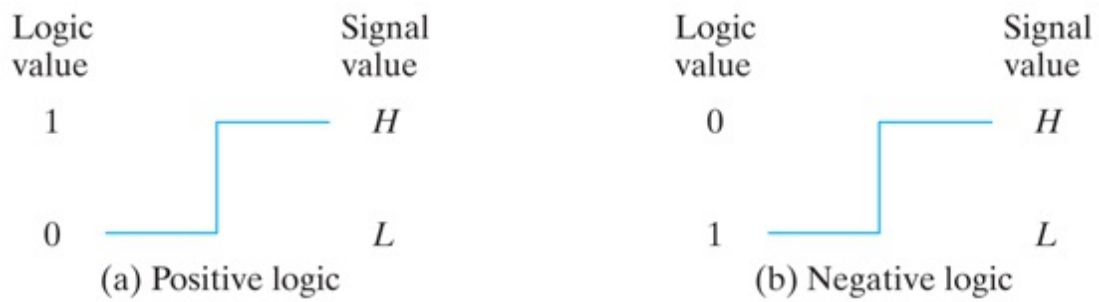 Logic value
Signal value
1
H
0
L
(a) Positive logic
Logic value
Signal value
0
H
1
L
(b) Negative logic